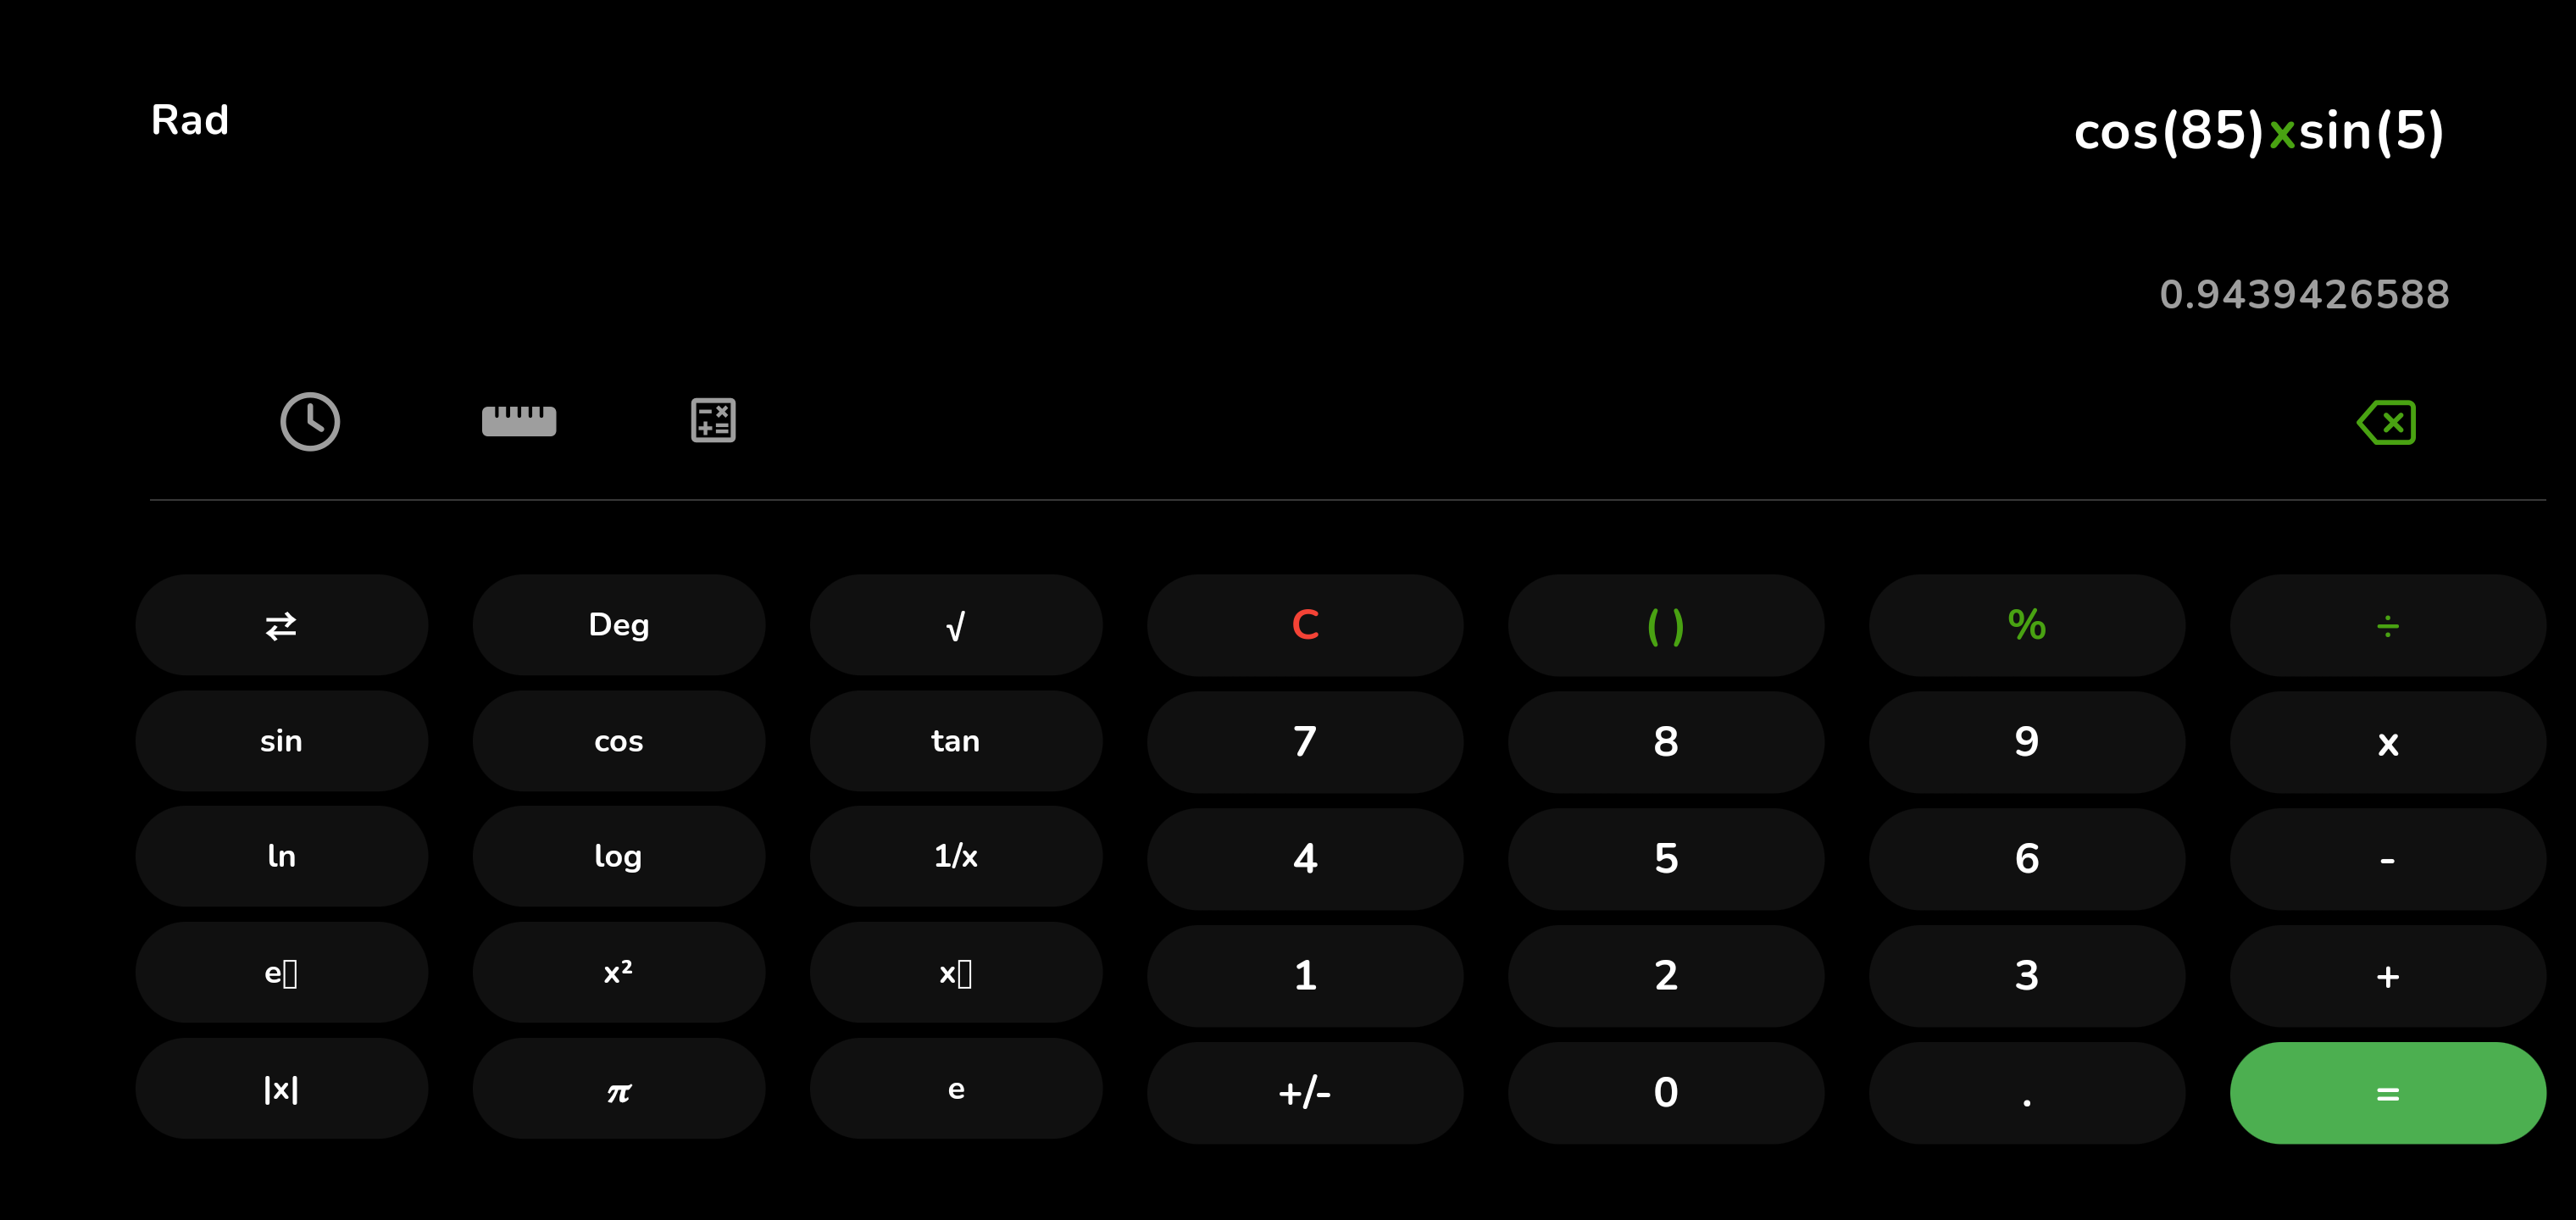 Rad
cos(85)xsin(5)
0.9439426588
⇄ Deg √ C ( ) % ÷
sin cos tan 7 8 9 x
ln log 1/x 4 5 6 -
e▯ x² x▯ 1 2 3 +
|x| π e +/- 0 . =